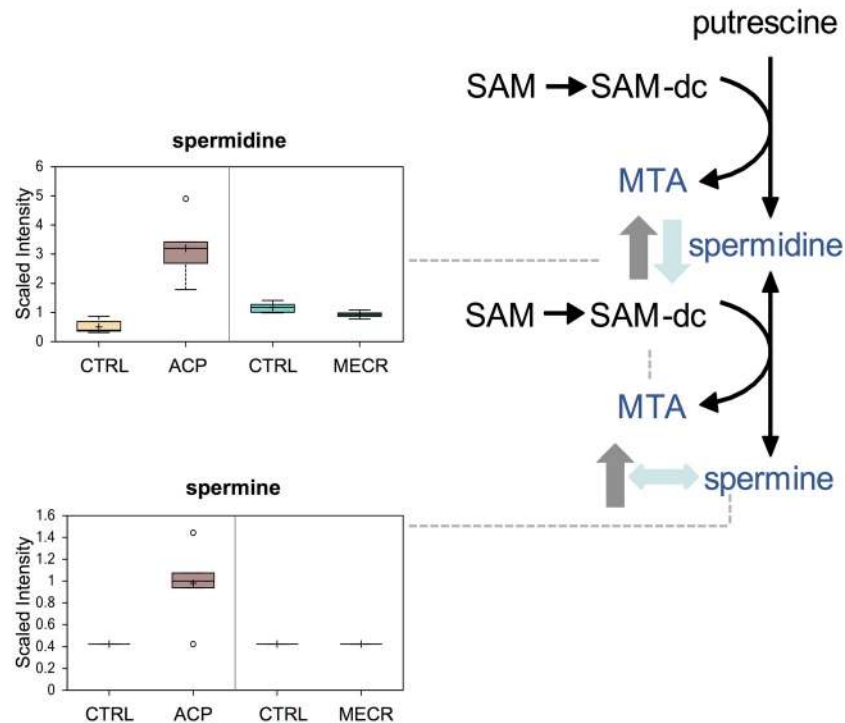 putrescine
SAM → SAM-dc
MTA
spermidine
SAM → SAM-dc
MTA
spermine
spermidine
Scaled Intensity
6
5
4
3
2
1
0
CTRL ACP CTRL MECR
spermine
Scaled Intensity
1.6
1.4
1.2
1
0.8
0.6
0.4
0.2
0
CTRL ACP CTRL MECR